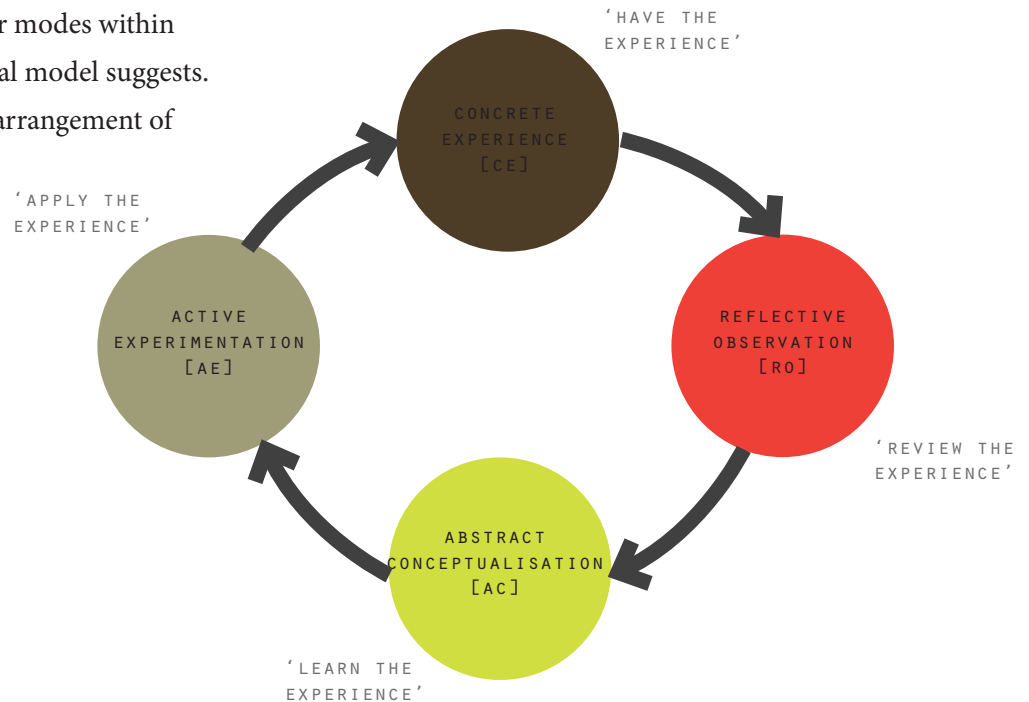 r modes within
al model suggests.
arrangement of
‘HAVE THE
EXPERIENCE’
CONCRETE
EXPERIENCE
[CE]
‘APPLY THE
EXPERIENCE’
ACTIVE
EXPERIMENTATION
[AE]
REFLECTIVE
OBSERVATION
[RO]
‘REVIEW THE
EXPERIENCE’
ABSTRACT
CONCEPTUALISATION
[AC]
‘LEARN THE
EXPERIENCE’